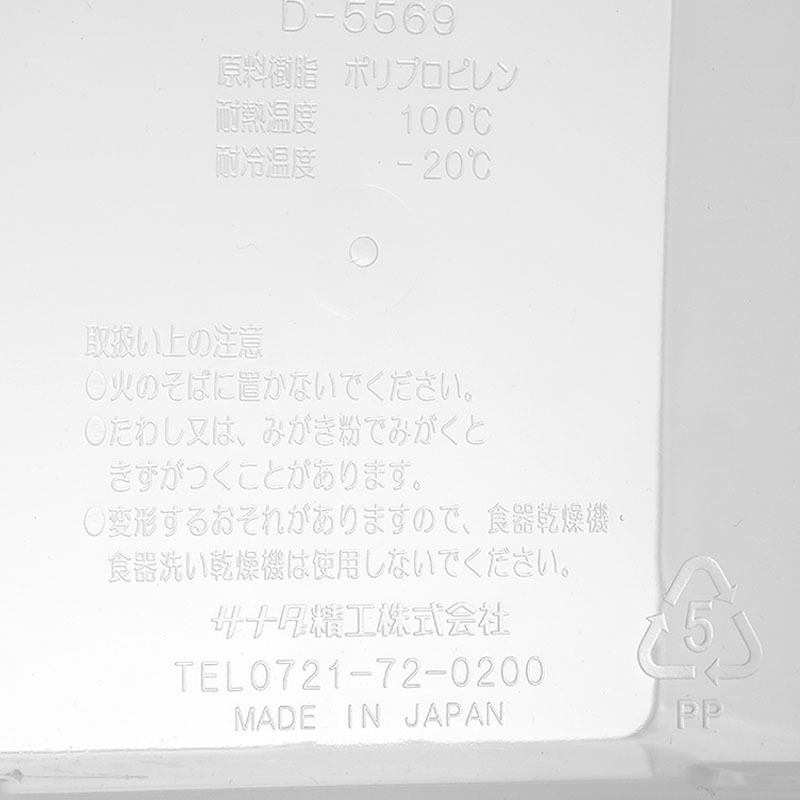 D-5569
原料樹脂 ポリプロピレン
耐熱温度 100℃
耐冷温度 -20℃
取扱い上の注意
○火のそばに置かないでください。
○たわし又は、みがき粉でみがくと
きずがつくことがあります。
○変形するおそれがありますので、食器乾燥機・
食器洗い乾燥機は使用しないでください。
サナダ精工株式会社
TEL0721-72-0200
MADE IN JAPAN
5
PP